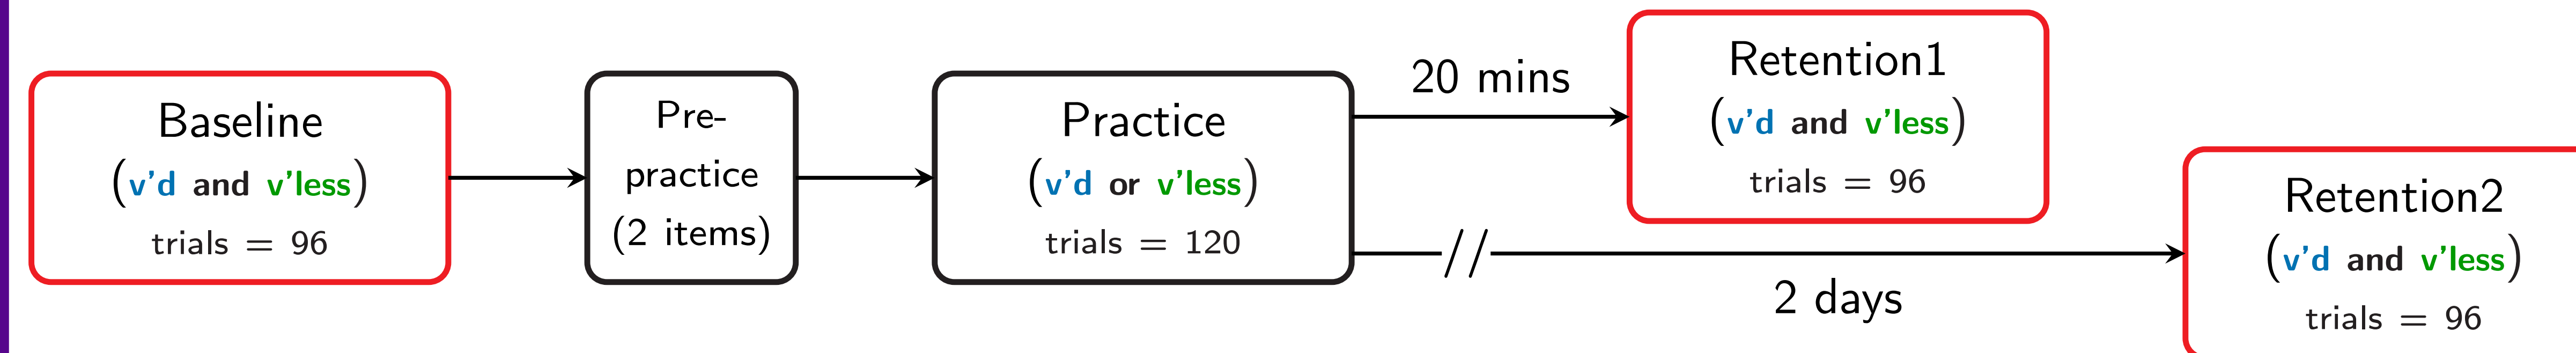 Baseline
(v'd and v'less)
trials = 96
Pre-
practice
(2 items)
Practice
(v'd or v'less)
trials = 120
20 mins
Retention1
(v'd and v'less)
trials = 96
2 days
Retention2
(v'd and v'less)
trials = 96